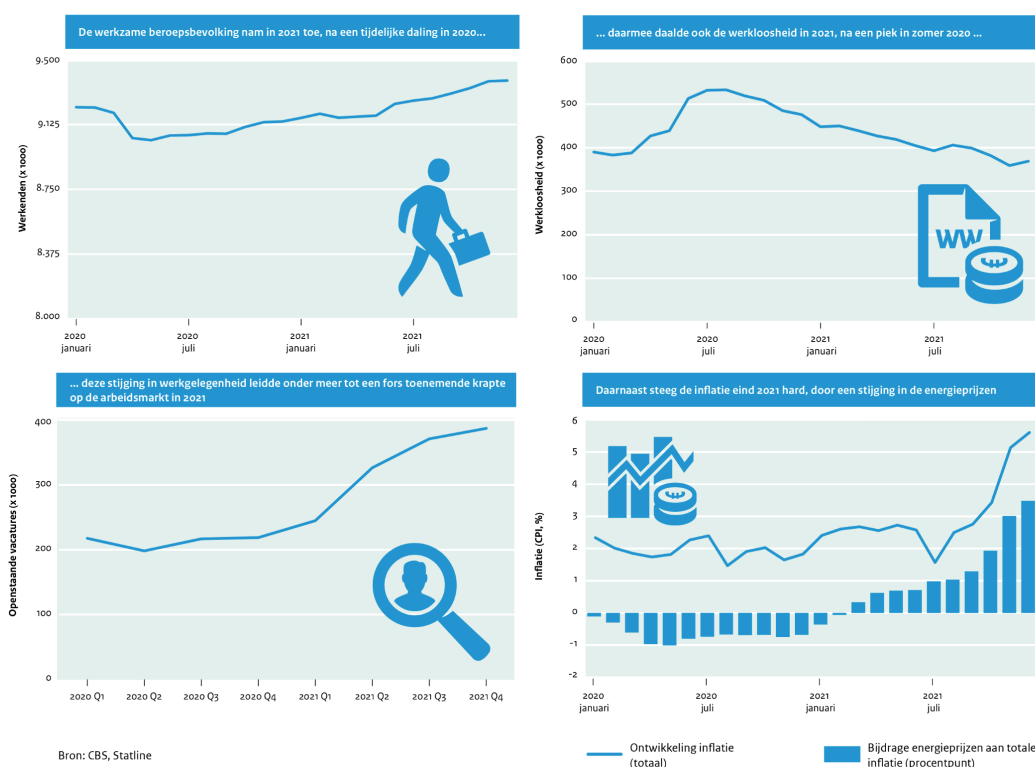 De werkzame beroepsbevolking nam in 2021 toe, na een tijdelijke daling in 2020...
Werkenden (x 1000)
9.500
9.125
8.750
8.375
8.000
2020
januari
2020
juli
2021
januari
2021
juli
... daarmee daalde ook de werkloosheid in 2021, na een piek in zomer 2020 ...
Werkloosheid (x 1000)
600
500
400
300
200
100
0
WW
2020
januari
2020
juli
2021
januari
2021
juli
... deze stijging in werkgelegenheid leidde onder meer tot een fors toenemende krapte
op de arbeidsmarkt in 2021
Openstaande vacatures (x 1000)
400
300
200
100
0
2020 Q1
2020 Q2
2020 Q3
2020 Q4
2021 Q1
2021 Q2
2021 Q3
2021 Q4
Daarnaast steeg de inflatie eind 2021 hard, door een stijging in de energieprijzen
Inflatie (CPI, %)
6
5
4
3
2
1
0
-1
-2
2020
januari
2020
juli
2021
januari
2021
juli
Bron: CBS, Statline
Ontwikkeling inflatie
(totaal)
Bijdrage energieprijzen aan totale
inflatie (procentpunt)